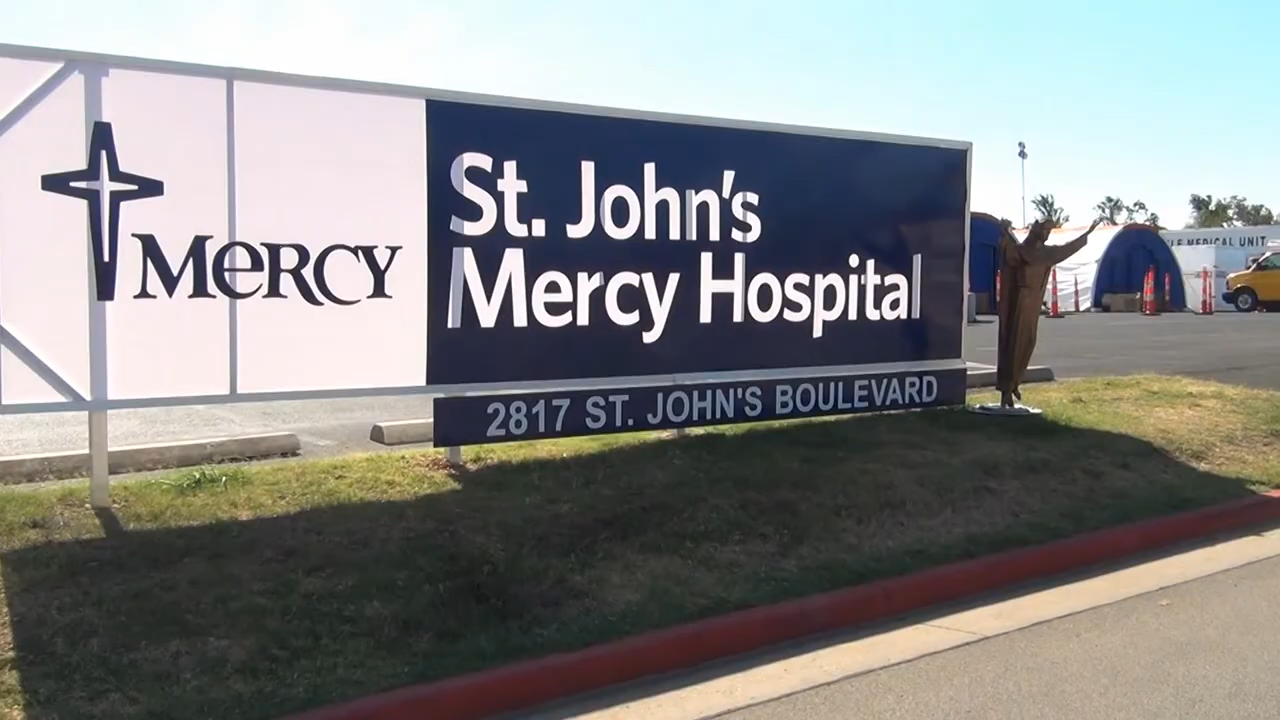 MERCY
St. John's
Mercy Hospital
2817 ST. JOHN'S BOULEVARD
MEDICAL UNIT